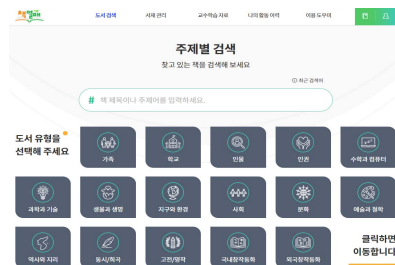 책열매
도서 검색
서재 관리
교수학습 자료
나의 활동 이력
이용 도우미
주제별 검색
찾고 있는 책을 검색해 보세요
최근 검색어
# 책 제목이나 주제어를 입력하세요.
도서 유형을
선택해 주세요
가족
학교
인물
인권
수학과 컴퓨터
과학과 기술
생물과 생명
지구와 환경
사회
문화
예술과 철학
역사와 지리
동시/희곡
고전/명작
국내창작동화
외국창작동화
클릭하면
이동합니다